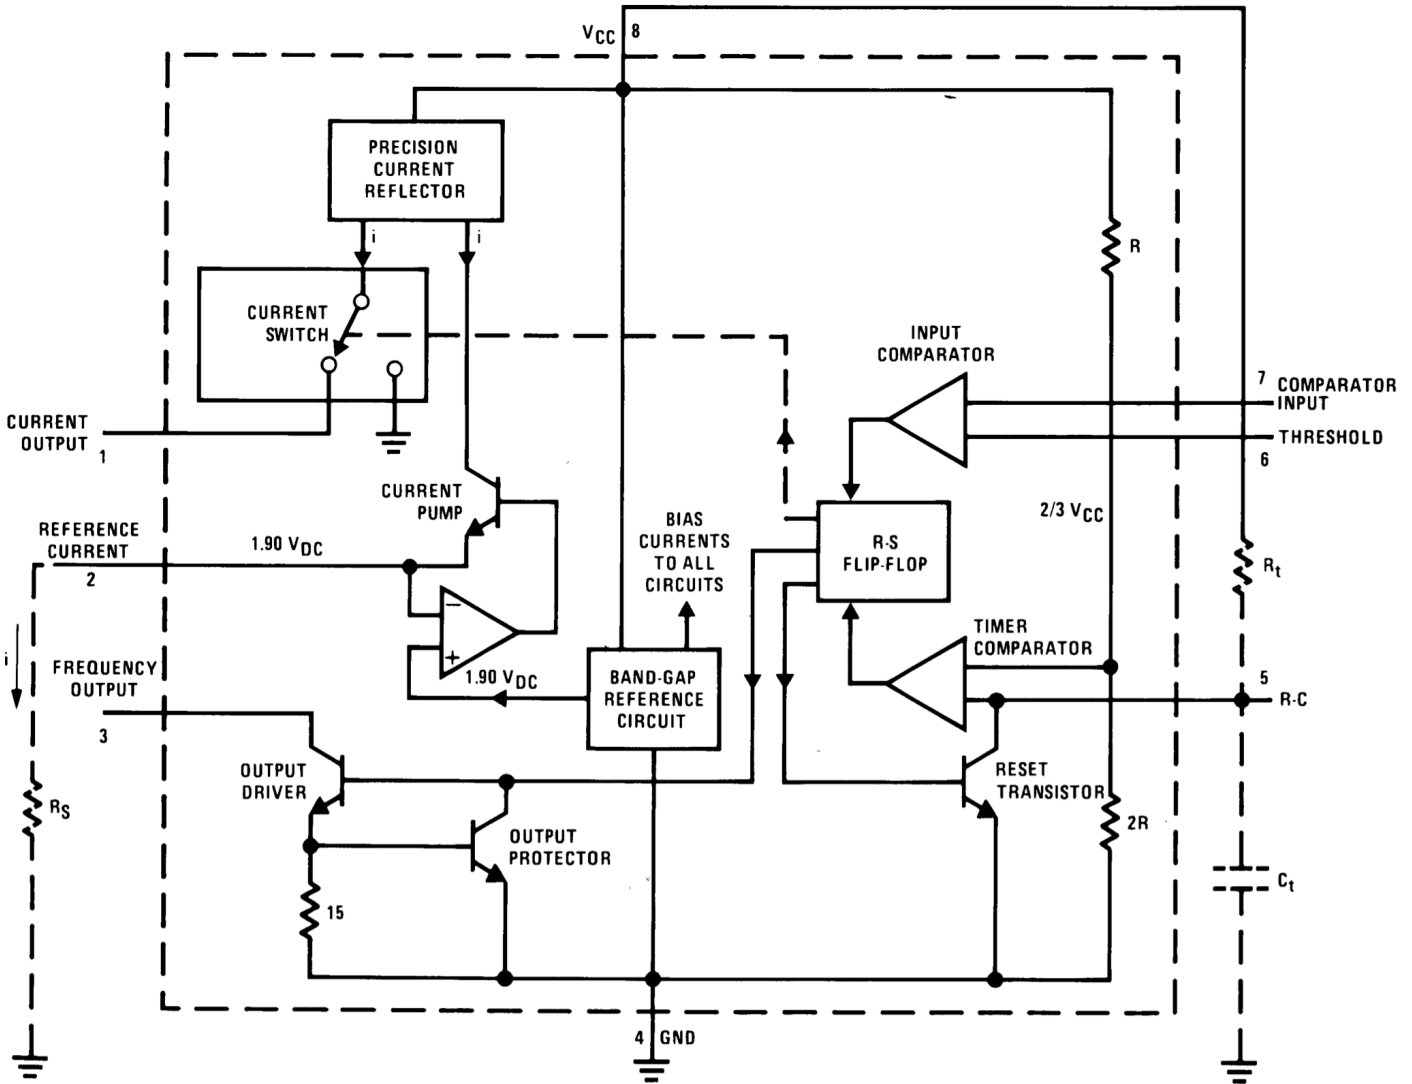 VCC 8
PRECISION
CURRENT
REFLECTOR
i
i
R
CURRENT
SWITCH
INPUT
COMPARATOR
7
COMPARATOR
INPUT
THRESHOLD
6
CURRENT
OUTPUT
1
CURRENT
PUMP
2/3 VCC
REFERENCE
CURRENT
2
1.90 VDC
BIAS
CURRENTS
TO ALL
CIRCUITS
R-S
FLIP-FLOP
Rt
−
+
1.90 VDC
TIMER
COMPARATOR
i
FREQUENCY
OUTPUT
3
BAND-GAP
REFERENCE
CIRCUIT
5
R-C
OUTPUT
DRIVER
RESET
TRANSISTOR
RS
OUTPUT
PROTECTOR
2R
15
Ct
4 GND